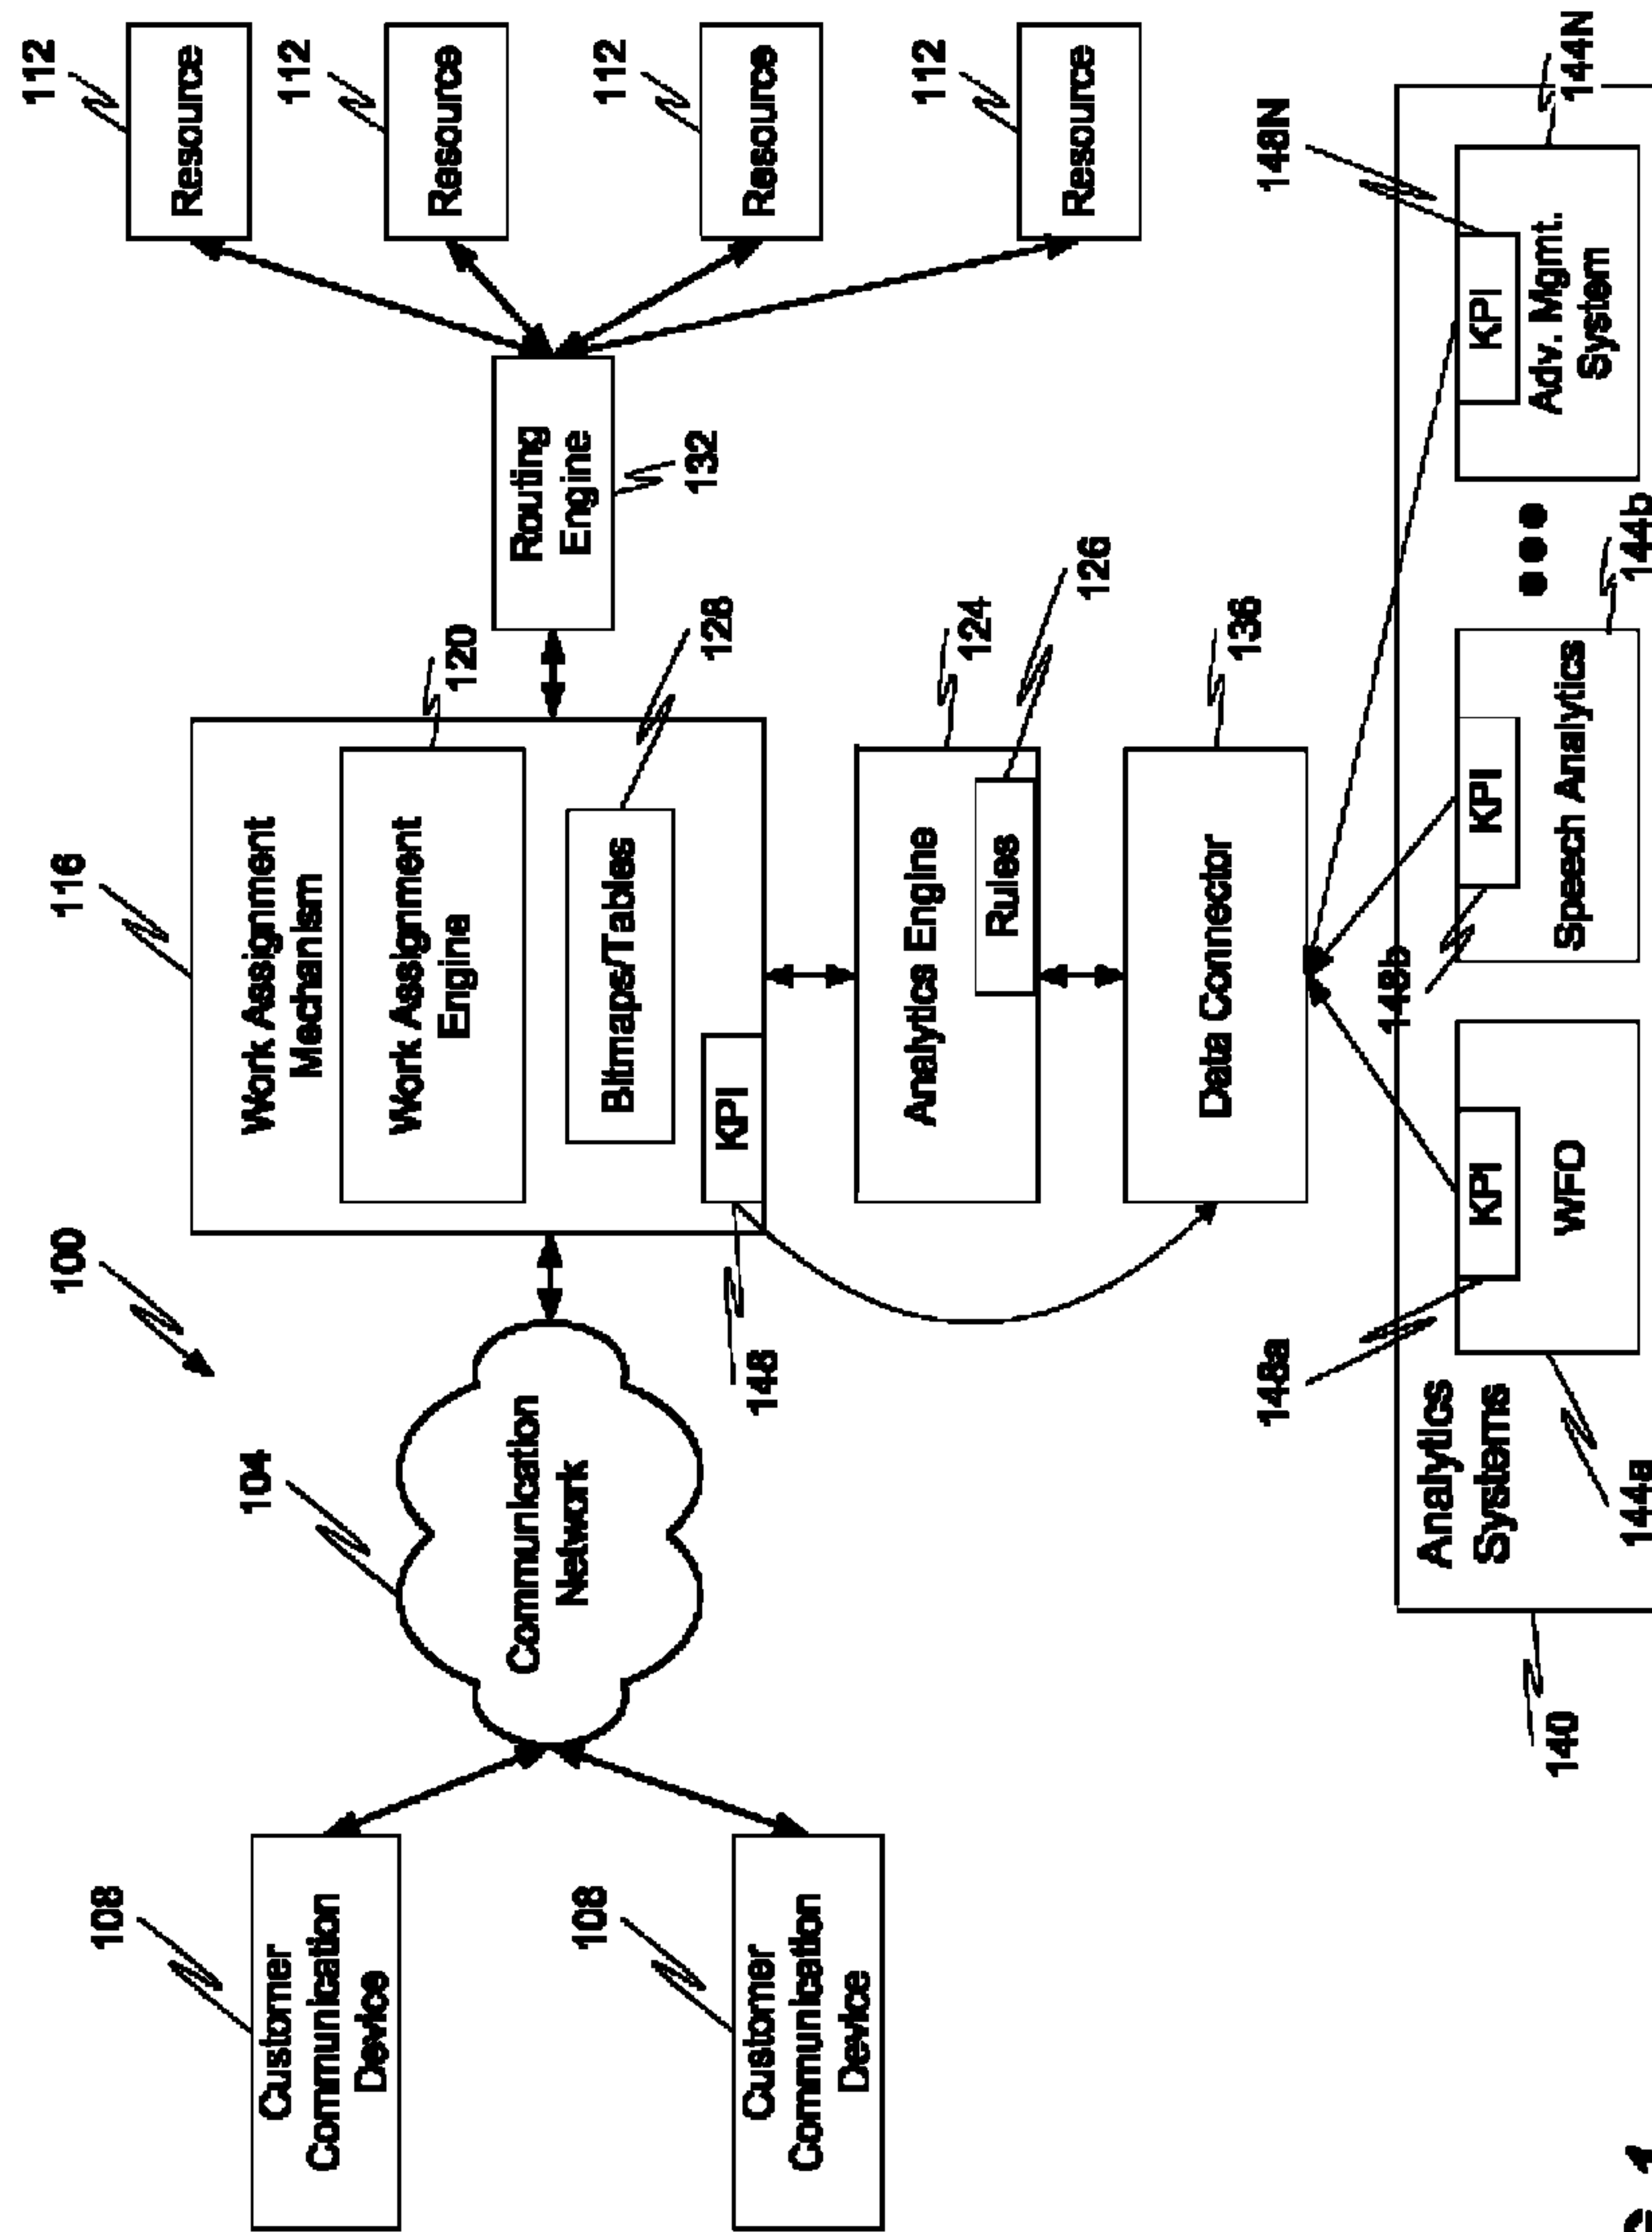 100
116
112
Resource
108
Customer
Communication
Device
104
Work Assignment
Mechanism
Work Assignment
Engine
120
112
Resource
Communication
Network
Routing
Engine
132
Bitmaps/Tables
128
112
Resource
108
Customer
Communication
Device
148
KPI
Analytics Engine
124
Rules
126
112
Resource
Data Connector
136
148a
148b
148N
140
Analytics
Systems
KPI
WFO
144a
KPI
Speech Analytics
144b
KPI
Adv. Mgmt.
System
144N